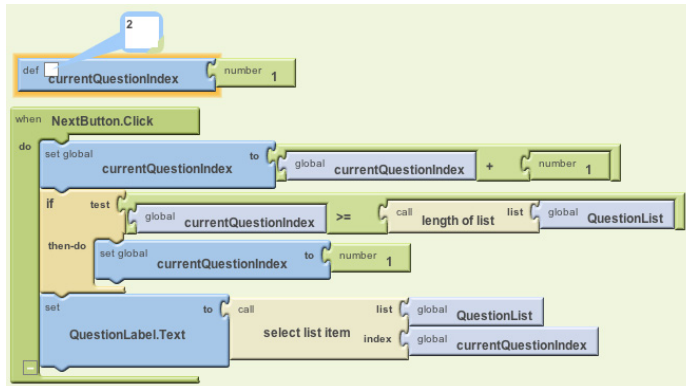 2
def currentQuestionIndex number 1
when NextButton.Click
do set global currentQuestionIndex to global currentQuestionIndex + number 1
if test global currentQuestionIndex >= call length of list list global QuestionList
then-do set global currentQuestionIndex to number 1
set QuestionLabel.Text to call select list item list global QuestionList
index global currentQuestionIndex